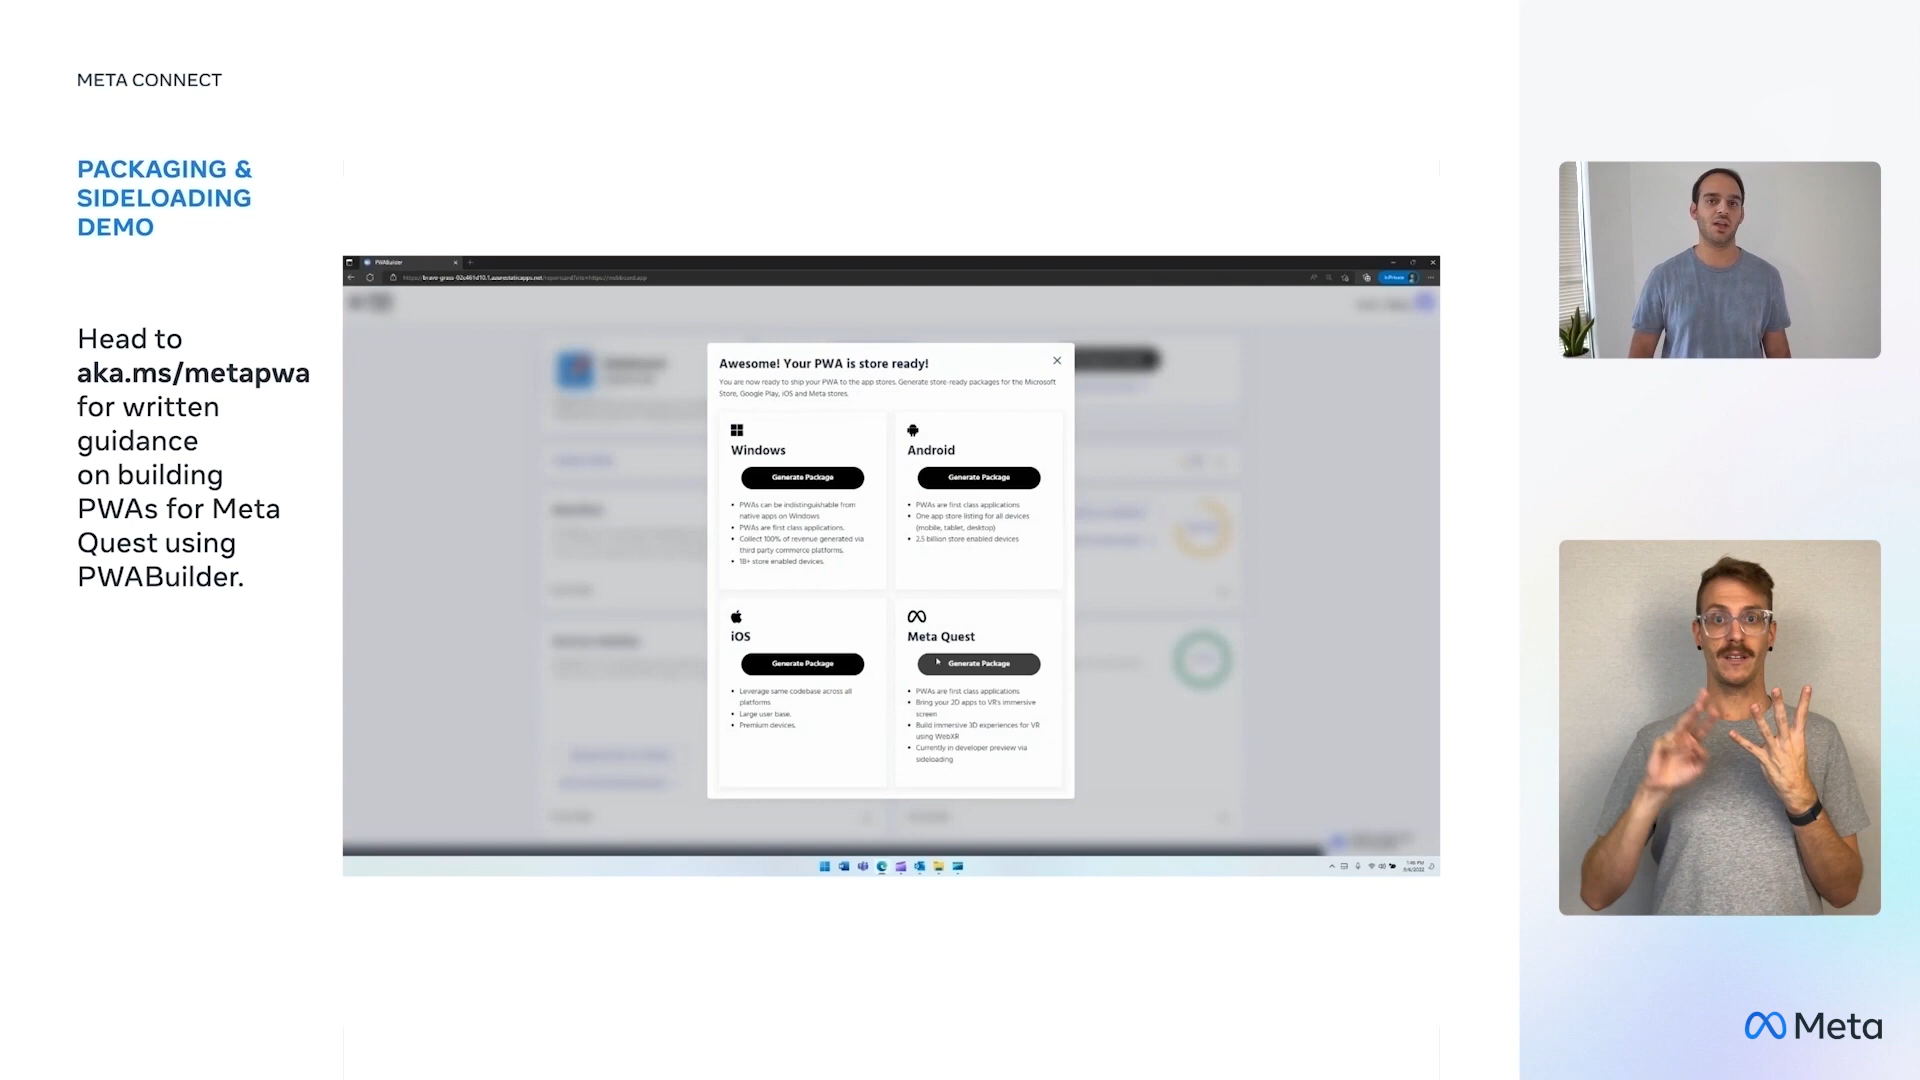 META CONNECT
PACKAGING &
SIDELOADING
DEMO
Head to
aka.ms/metapwa
for written
guidance
on building
PWAs for Meta
Quest using
PWABuilder.
PWABuilder
InPrivate
Awesome! Your PWA is store ready!
You are now ready to ship your PWA to the app stores. Generate store-ready packages for the Microsoft
Store, Google Play, iOS and Meta stores.
Windows
Generate Package
• PWAs can be indistinguishable from
native apps on Windows
• PWAs are first class applications.
• Collect 100% of revenue generated via
third party commerce platforms.
• 1B+ store enabled devices.
Android
Generate Package
• PWAs are first class applications
• One app store listing for all devices
(mobile, tablet, desktop)
• 2.5 billion store enabled devices
iOS
Generate Package
• Leverage same codebase across all
platforms
• Large user base.
• Premium devices.
Meta Quest
Generate Package
• PWAs are first class applications
• Bring your 2D apps to VR's immersive
screen
• Build immersive 3D experiences for VR
using WebXR
• Currently in developer preview via
sideloading
Meta